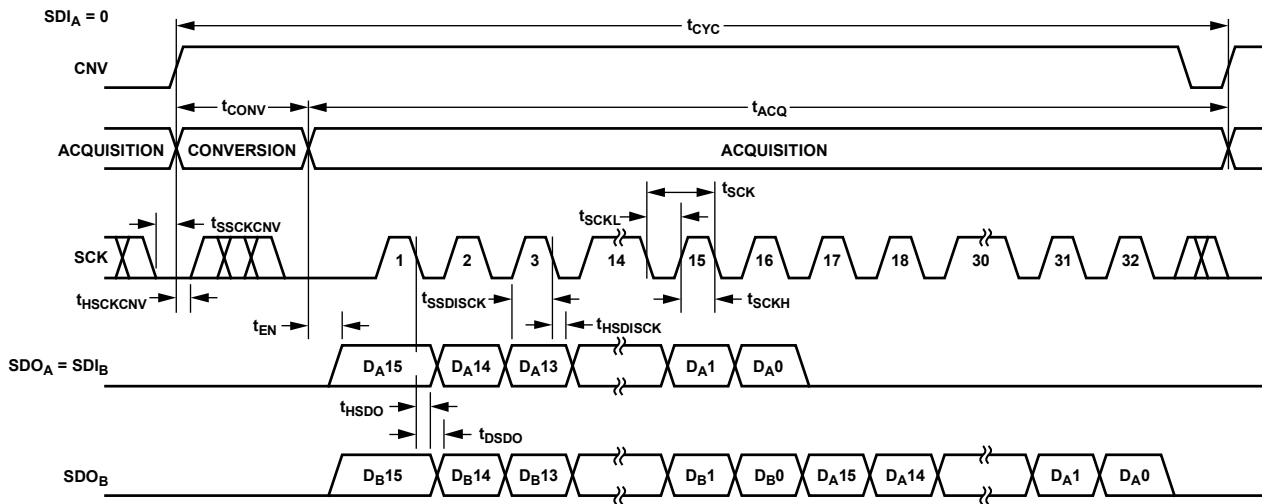 SDIA = 0
tCYC
CNV
tCONV
tACQ
ACQUISITION CONVERSION ACQUISITION
tSCK
tSCKL
tSSCKCNV
SCK 1 2 3 14 15 16 17 18 30 31 32
tHSCKCNV
tSSDISCK
tSCKH
tEN
tHSDISCK
SDOA = SDIB DA15 DA14 DA13 DA1 DA0
tHSDO
tDSDO
SDOB DB15 DB14 DB13 DB1 DB0 DA15 DA14 DA1 DA0